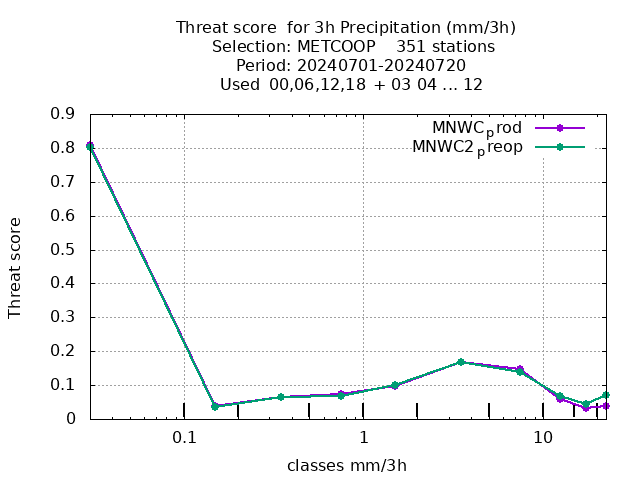 Threat score  for 3h Precipitation (mm/3h)
Selection: METCOOP    351 stations
Period: 20240701-20240720
Used 00,06,12,18 + 03 04 ... 12
MNWCprod
MNWC2preop
0.9
0.8
0.7
0.6
0.5
0.4
0.3
0.2
0.1
0
Threat score
0.1
1
10
classes mm/3h